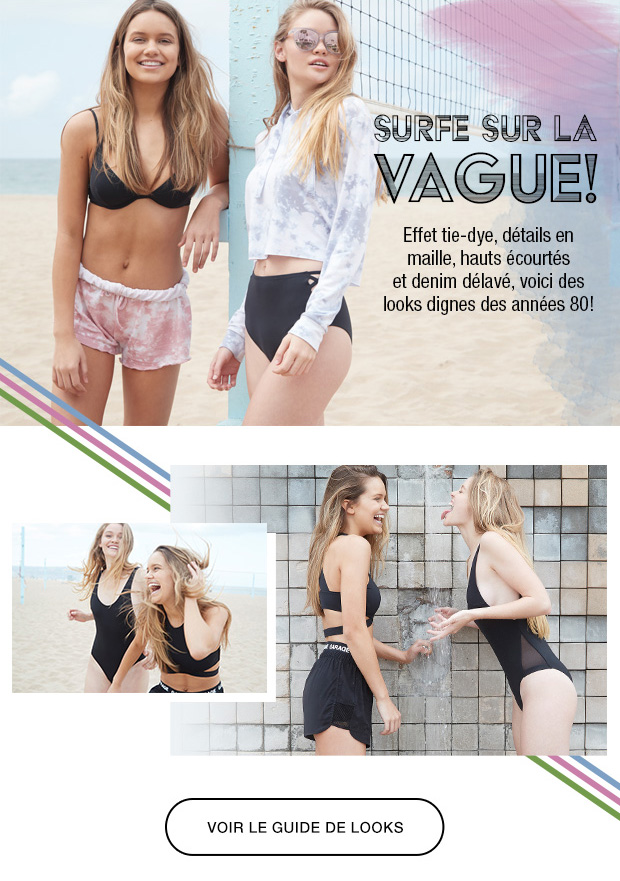 SURFE SUR LA
VAGUE!
Effet tie-dye, détails en
maille, hauts écourtés
et denim délavé, voici des
looks dignes des années 80!
GARAGE
VOIR LE GUIDE DE LOOKS